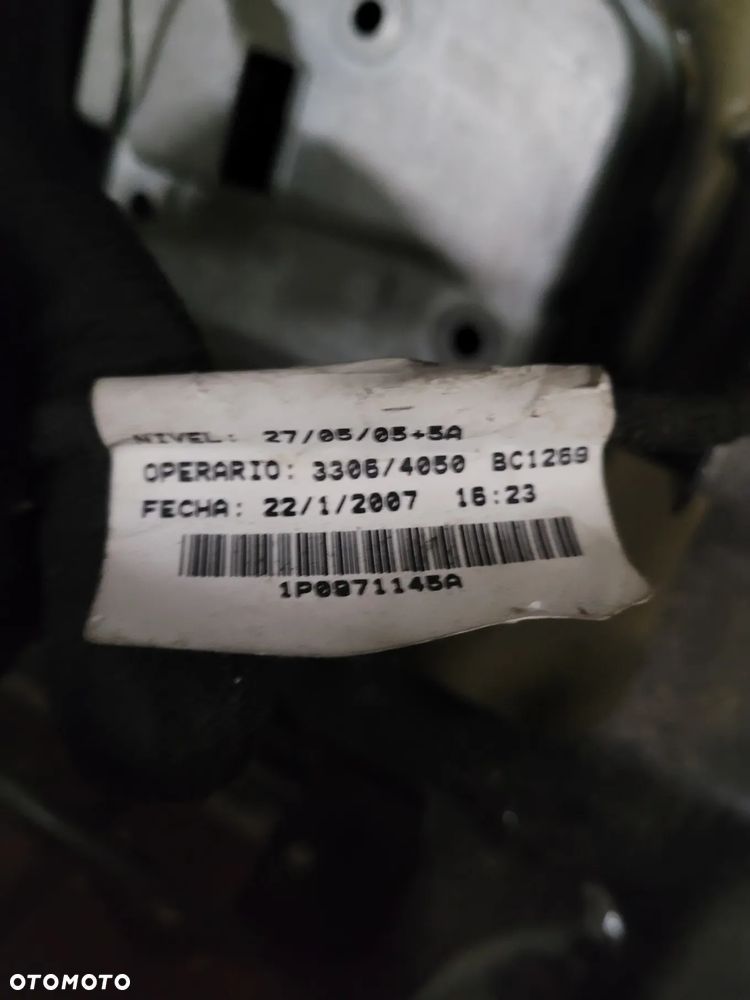 NIVEL: 27/05/05+5A
OPERARIO: 3306/4050 BC1269
FECHA: 22/1/2007 16:23
1P0971145A
OTOMOTO